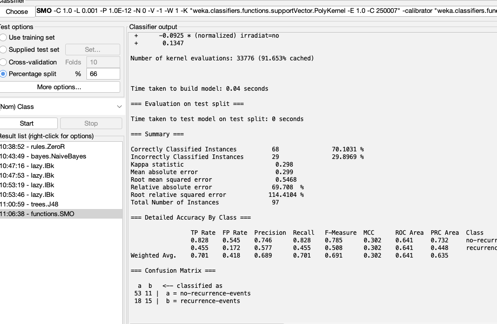 Classifier
Choose SMO -C 1.0 -L 0.001 -P 1.0E-12 -N 0 -V -1 -W 1 -K "weka.classifiers.functions.supportVector.PolyKernel -E 1.0 -C 250007" -calibrator "weka.classifiers.func
Test options
Use training set
Supplied test set Set...
Cross-validation Folds 10
Percentage split % 66
More options...
(Nom) Class
Start Stop
Result list (right-click for options)
10:38:52 - rules.ZeroR
10:43:49 - bayes.NaiveBayes
10:47:16 - lazy.IBk
10:47:53 - lazy.IBk
10:53:19 - lazy.IBk
10:53:46 - lazy.IBk
11:00:59 - trees.J48
11:06:38 - functions.SMO
Classifier output
+ -0.0925 * (normalized) irradiat=no
+ 0.1347
Number of kernel evaluations: 33776 (91.653% cached)
Time taken to build model: 0.04 seconds
=== Evaluation on test split ===
Time taken to test model on test split: 0 seconds
=== Summary ===
Correctly Classified Instances 68 70.1031 %
Incorrectly Classified Instances 29 29.8969 %
Kappa statistic 0.298
Mean absolute error 0.299
Root mean squared error 0.5468
Relative absolute error 69.708 %
Root relative squared error 114.4104 %
Total Number of Instances 97
=== Detailed Accuracy By Class ===
TP Rate FP Rate Precision Recall F-Measure MCC ROC Area PRC Area Class
0.828 0.545 0.746 0.828 0.785 0.302 0.641 0.732 no-recur
0.455 0.172 0.577 0.455 0.508 0.302 0.641 0.448 recurrenc
Weighted Avg. 0.701 0.418 0.689 0.701 0.691 0.302 0.641 0.635
=== Confusion Matrix ===
a b <-- classified as
53 11 | a = no-recurrence-events
18 15 | b = recurrence-events